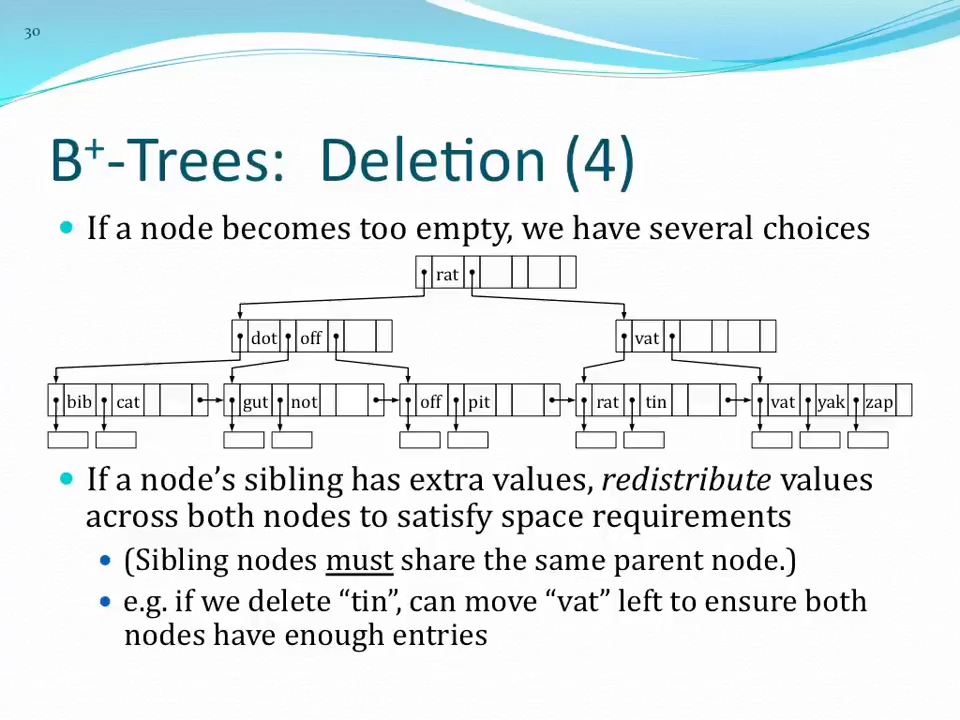 30
B+-Trees: Deletion (4)
If a node becomes too empty, we have several choices
rat
dot off
vat
bib cat gut not off pit rat tin vat yak zap
If a node’s sibling has extra values, redistribute values
across both nodes to satisfy space requirements
(Sibling nodes must share the same parent node.)
e.g. if we delete “tin”, can move “vat” left to ensure both
nodes have enough entries